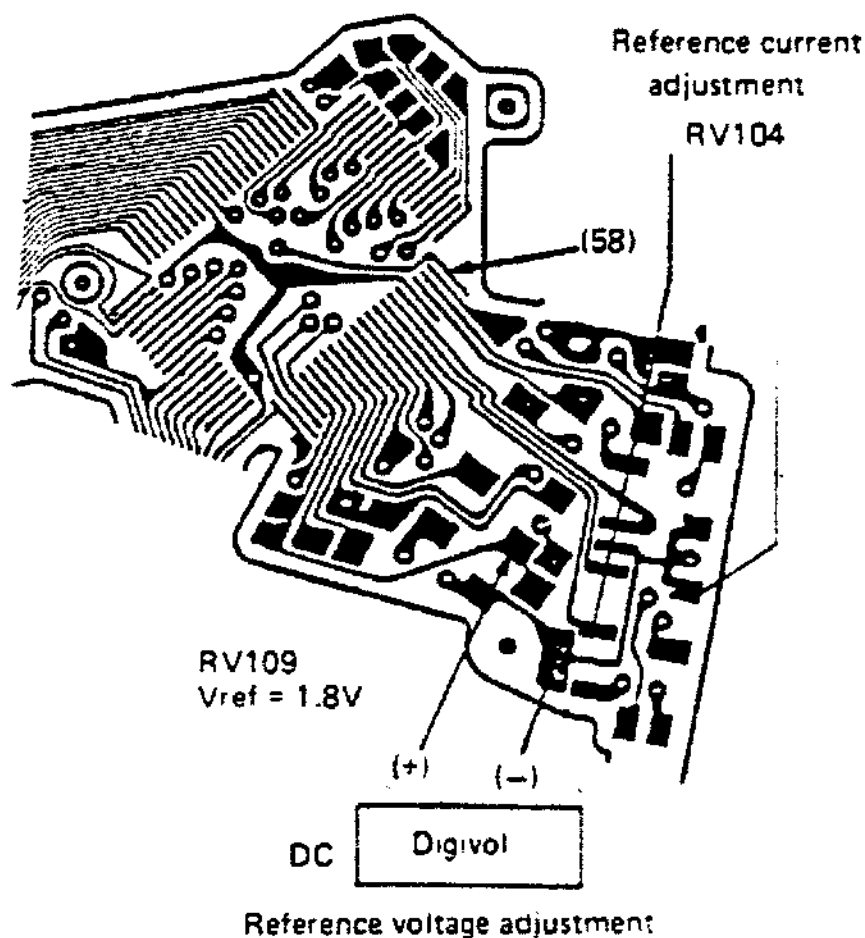 Reference current
adjustment
RV104
(58)
RV109
Vref = 1.8V
(+)
(−)
DC
Digivol
Reference voltage adjustment